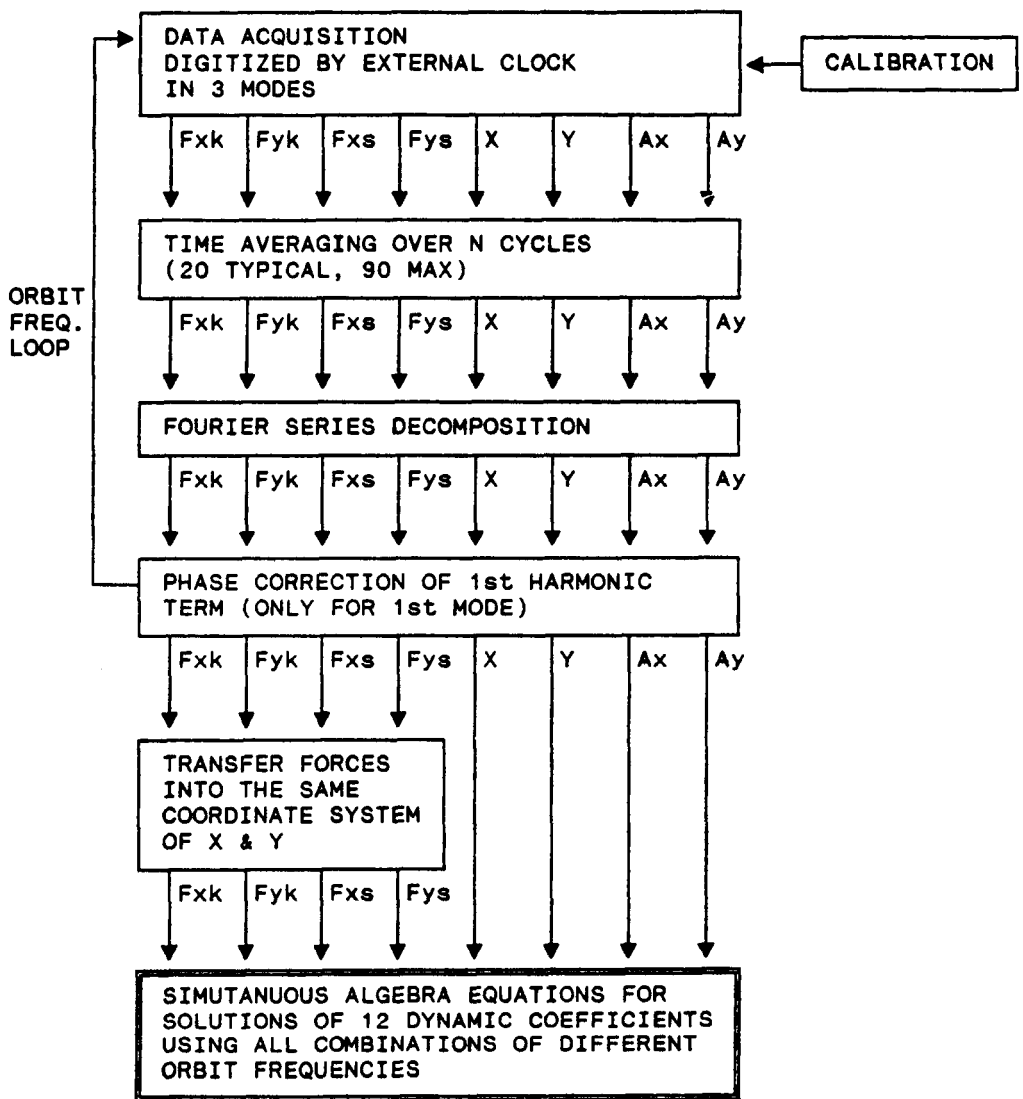 DATA ACQUISITION
DIGITIZED BY EXTERNAL CLOCK
IN 3 MODES
CALIBRATION
Fxk Fyk Fxs Fys X Y Ax Ay
TIME AVERAGING OVER N CYCLES
(20 TYPICAL, 90 MAX)
ORBIT
FREQ.
LOOP
Fxk Fyk Fxs Fys X Y Ax Ay
FOURIER SERIES DECOMPOSITION
Fxk Fyk Fxs Fys X Y Ax Ay
PHASE CORRECTION OF 1st HARMONIC
TERM (ONLY FOR 1st MODE)
Fxk Fyk Fxs Fys X Y Ax Ay
TRANSFER FORCES
INTO THE SAME
COORDINATE SYSTEM
OF X & Y
Fxk Fyk Fxs Fys
SIMUTANUOUS ALGEBRA EQUATIONS FOR
SOLUTIONS OF 12 DYNAMIC COEFFICIENTS
USING ALL COMBINATIONS OF DIFFERENT
ORBIT FREQUENCIES